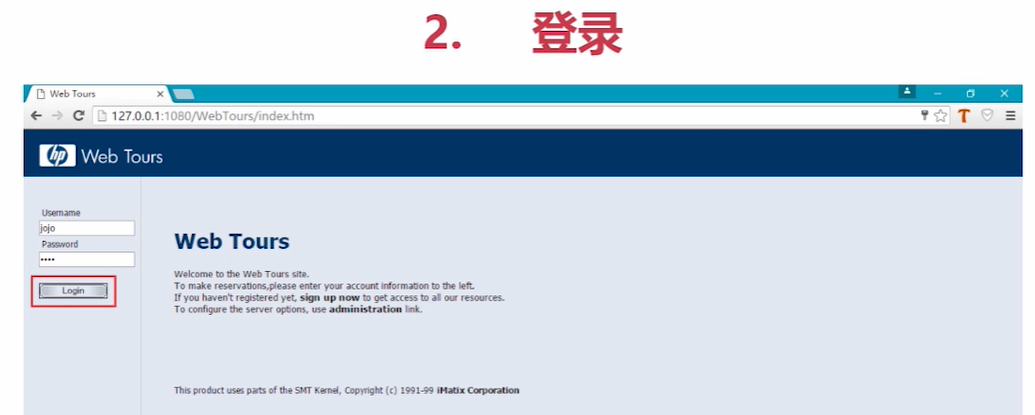 2. 登录
Web Tours
127.0.0.1:1080/WebTours/index.htm
hp Web Tours
Username
jojo
Password
••••
Login
Web Tours
Welcome to the Web Tours site.
To make reservations,please enter your account information to the left.
If you haven't registered yet, sign up now to get access to all our resources.
To configure the server options, use administration link.
This product uses parts of the SMT Kernel, Copyright (c) 1991-99 iMatix Corporation